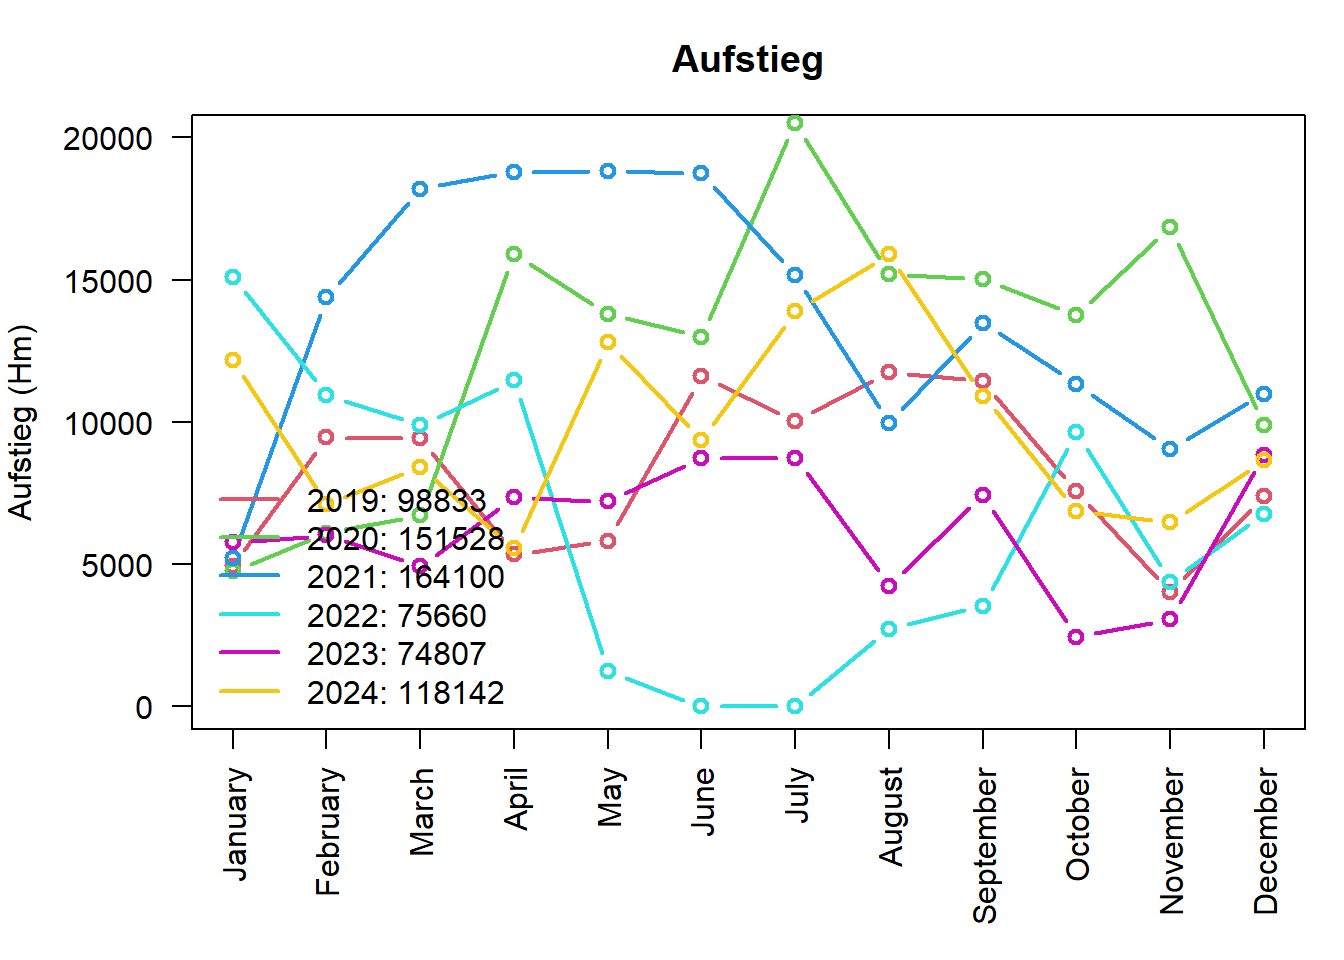 Aufstieg
Aufstieg (Hm)
20000
15000
10000
5000
0
2019: 98833
2020: 151528
2021: 164100
2022: 75660
2023: 74807
2024: 118142
January
February
March
April
May
June
July
August
September
October
November
December